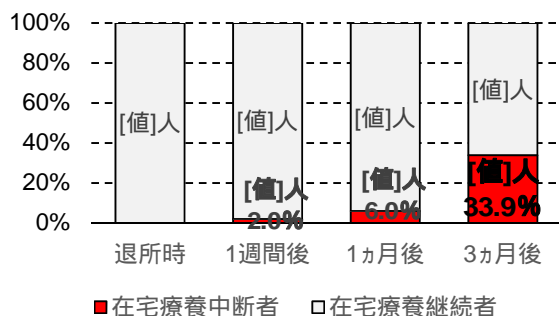 100%
80%
60%
40%
20%
0%
[値]人
[値]人
[値]人
[値]人
[値]人
2.0%
[値]人
6.0%
[値]人
33.9%
退所時
1週間後
1ヵ月後
3ヵ月後
在宅療養中断者
在宅療養継続者